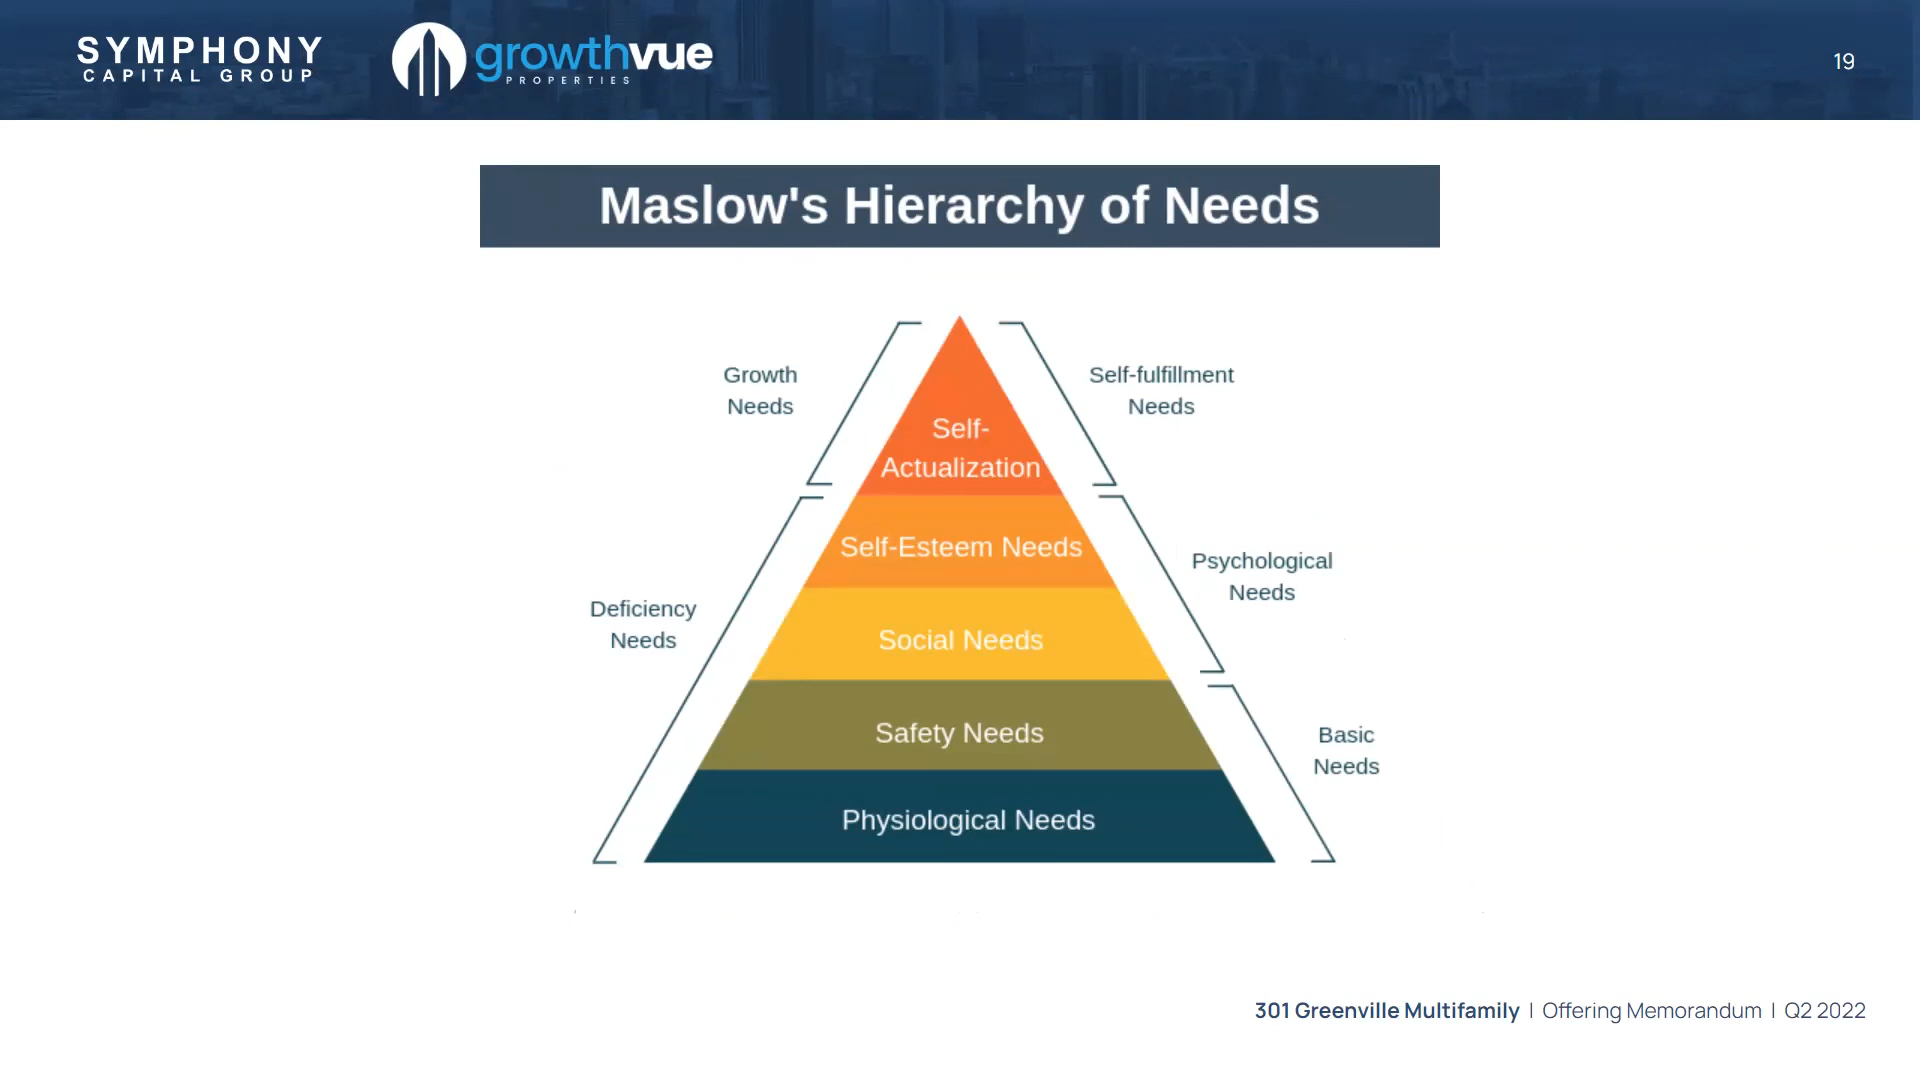 SYMPHONY
CAPITAL GROUP
growthvue
PROPERTIES
19
Maslow's Hierarchy of Needs
Growth
Needs
Self-fulfillment
Needs
Self-
Actualization
Self-Esteem Needs
Psychological
Needs
Deficiency
Needs
Social Needs
Safety Needs
Basic
Needs
Physiological Needs
301 Greenville Multifamily | Offering Memorandum | Q2 2022